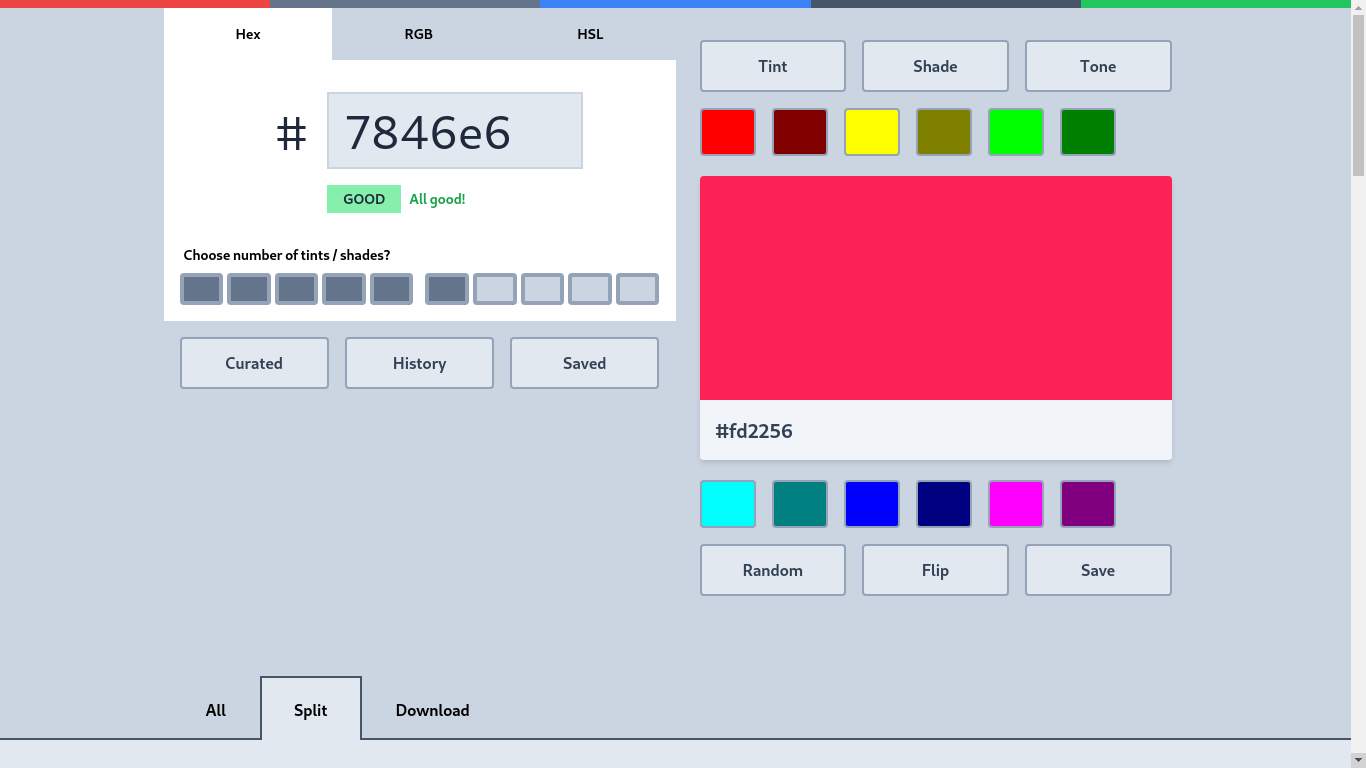 Hex
RGB
HSL
#
7846e6
GOOD
All good!
Choose number of tints / shades?
Curated
History
Saved
Tint
Shade
Tone
#fd2256
Random
Flip
Save
All
Split
Download